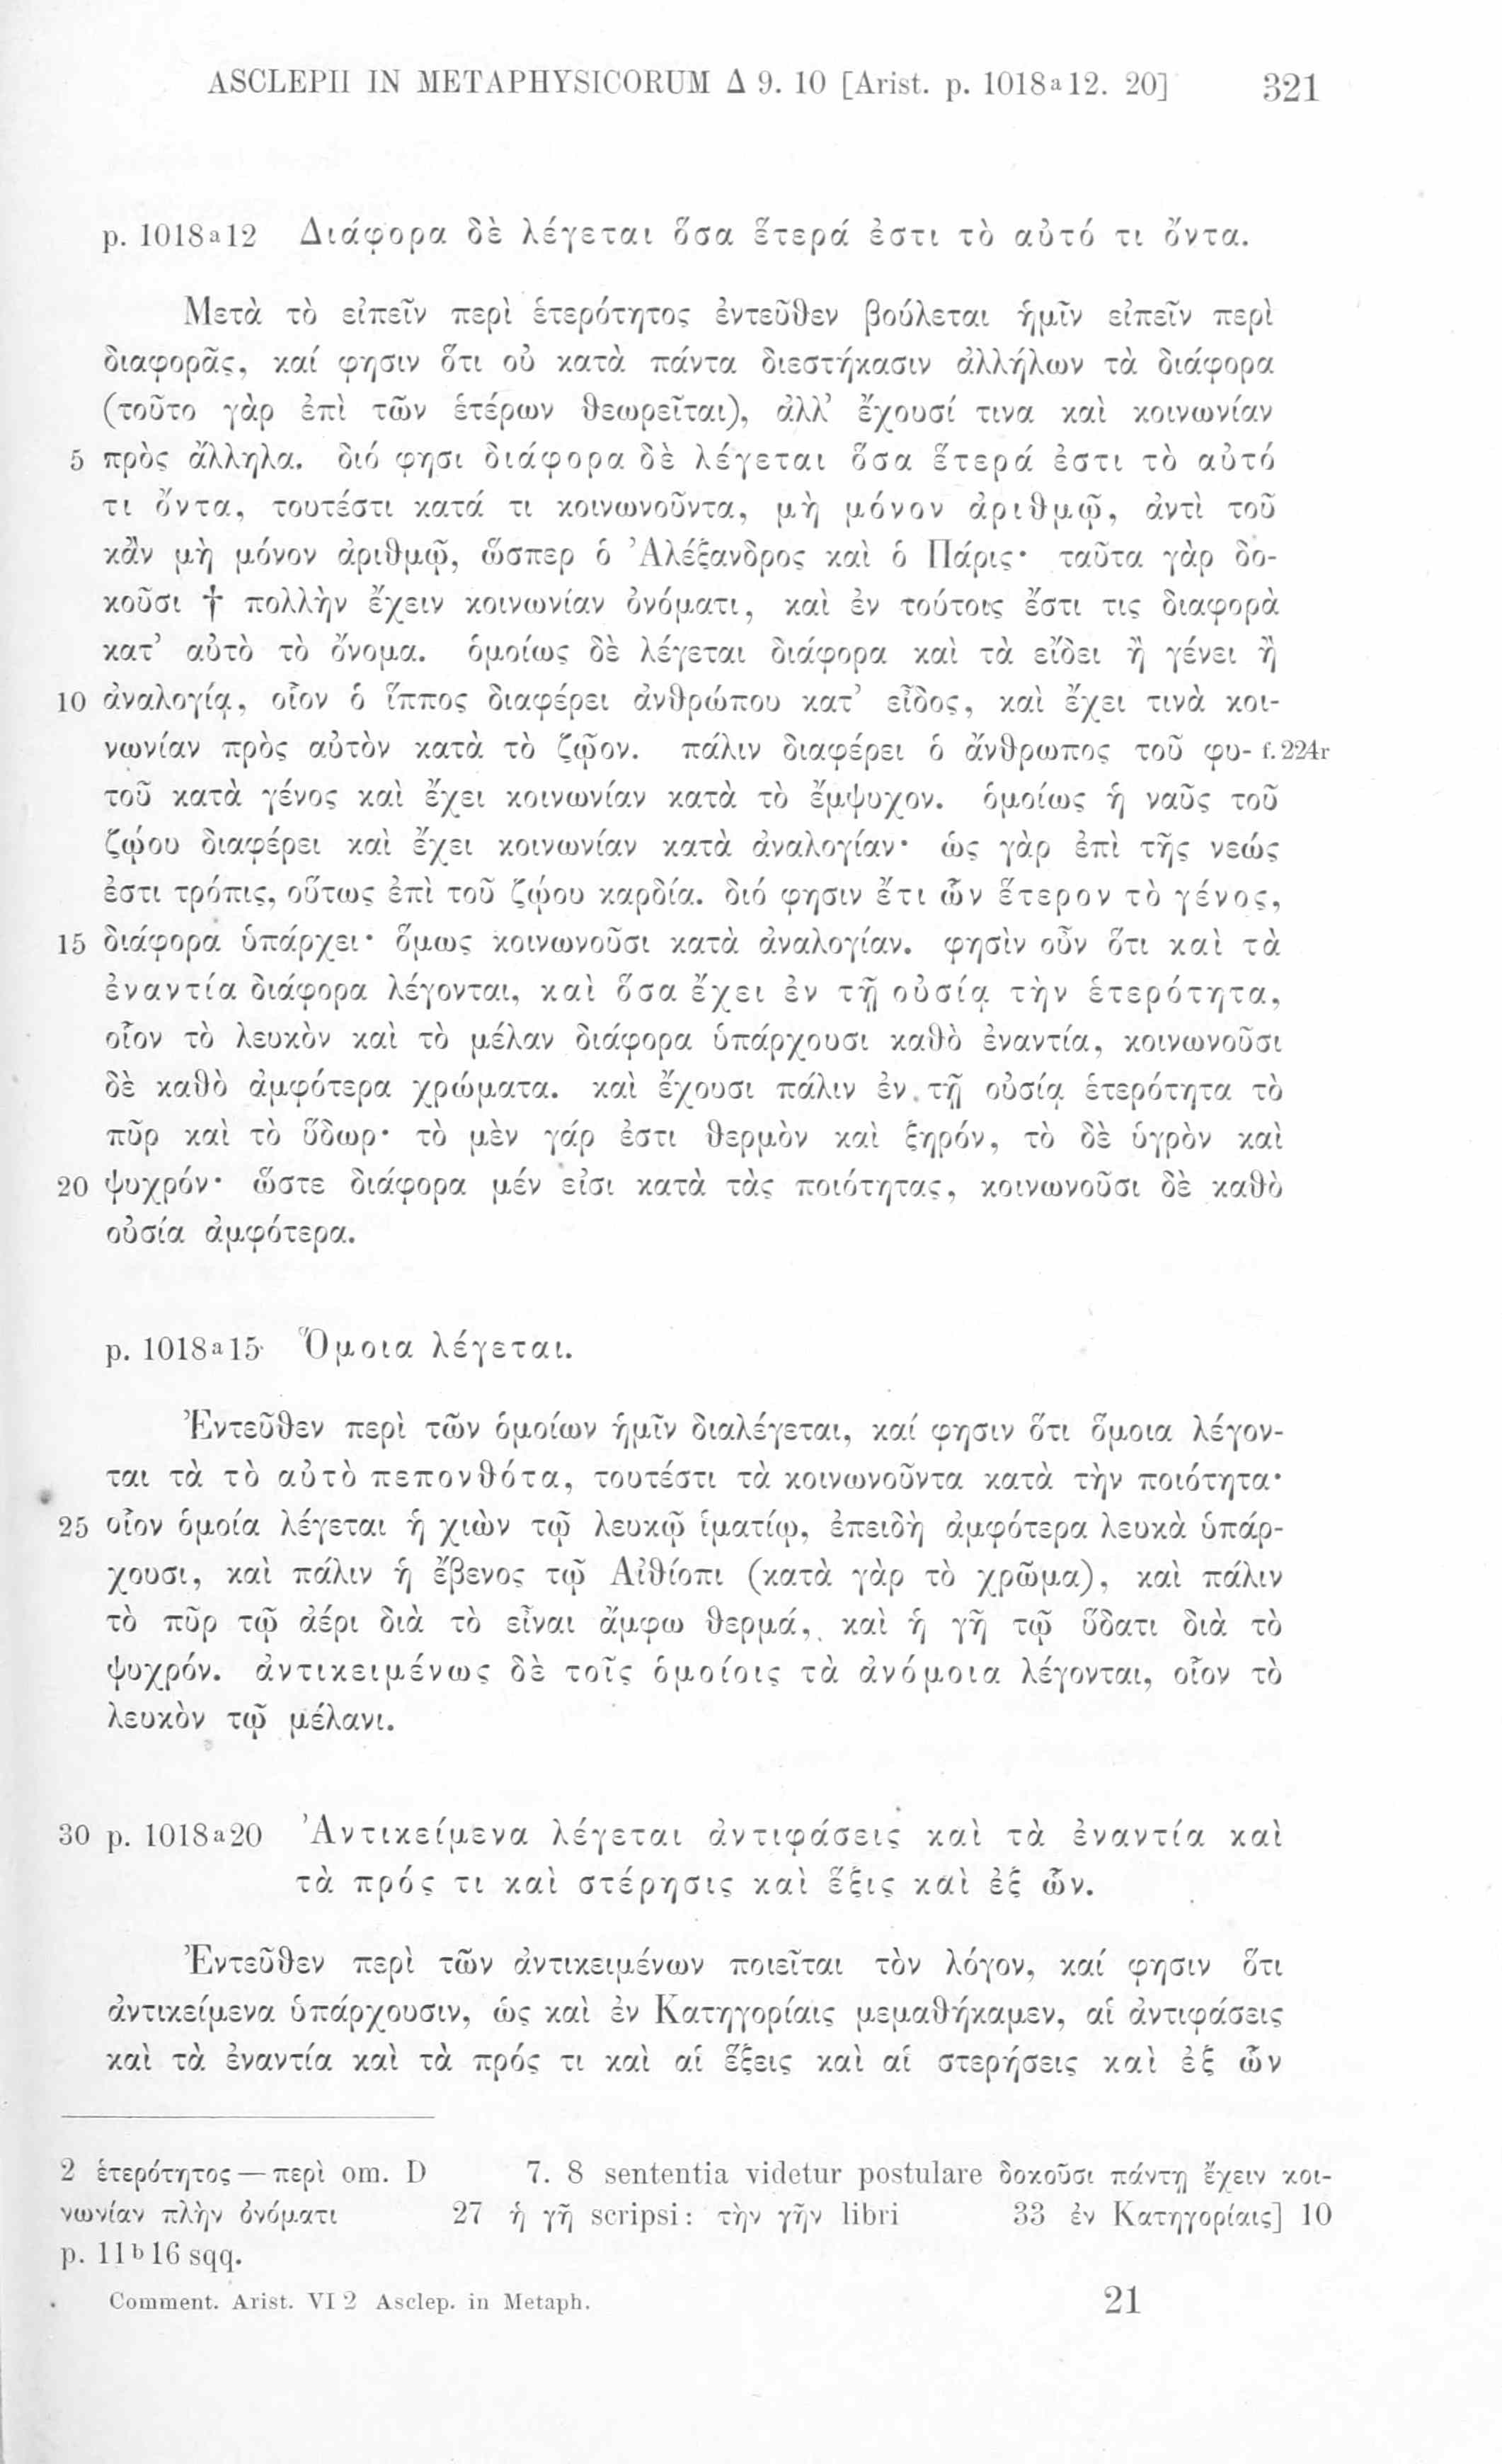 ASCLEPII IN METAPHYSICORUM Δ 9. 10 [Arist. p. 1018ᵃ12. 20] 321
p. 1018ᵃ12 Διάφορα δὲ λέγεται ὅσα ἕτερά ἐστι τὸ αὐτό τι ὄντα.
Μετὰ τὸ εἰπεῖν περὶ ἑτερότητος ἐντεῦθεν βούλεται ἡμῖν εἰπεῖν περὶ
διαφορᾶς, καί φησιν ὅτι οὐ κατὰ πάντα διεστήκασιν ἀλλήλων τὰ διάφορα
(τοῦτο γὰρ ἐπὶ τῶν ἑτέρων θεωρεῖται), ἀλλ’ ἔχουσί τινα καὶ κοινωνίαν
5 πρὸς ἄλληλα. διό φησι διάφορα δὲ λέγεται ὅσα ἕτερά ἐστι τὸ αὐτό
τι ὄντα, τουτέστι κατά τι κοινωνοῦντα, μὴ μόνον ἀριθμῷ, ἀντὶ τοῦ
κἂν μὴ μόνον ἀριθμῷ, ὥσπερ ὁ Ἀλέξανδρος καὶ ὁ Πάρις· ταῦτα γὰρ δο-
κοῦσι † πολλὴν ἔχειν κοινωνίαν ὀνόματι, καὶ ἐν τούτοις ἔστι τις διαφορὰ
κατ’ αὐτὸ τὸ ὄνομα. ὁμοίως δὲ λέγεται διάφορα καὶ τὰ εἴδει ἢ γένει ἢ
10 ἀναλογίᾳ, οἷον ὁ ἵππος διαφέρει ἀνθρώπου κατ’ εἶδος, καὶ ἔχει τινὰ κοι-
νωνίαν πρὸς αὐτὸν κατὰ τὸ ζῷον. πάλιν διαφέρει ὁ ἄνθρωπος τοῦ φυ- f. 224r
τοῦ κατὰ γένος καὶ ἔχει κοινωνίαν κατὰ τὸ ἔμψυχον. ὁμοίως ἡ ναῦς τοῦ
ζῴου διαφέρει καὶ ἔχει κοινωνίαν κατὰ ἀναλογίαν· ὡς γὰρ ἐπὶ τῆς νεώς
ἐστι τρόπις, οὕτως ἐπὶ τοῦ ζῴου καρδία. διό φησιν ἔτι ὧν ἕτερον τὸ γένος,
15 διάφορα ὑπάρχει· ὅμως κοινωνοῦσι κατὰ ἀναλογίαν. φησὶν οὖν ὅτι καὶ τὰ
ἐναντία διάφορα λέγονται, καὶ ὅσα ἔχει ἐν τῇ οὐσίᾳ τὴν ἑτερότητα,
οἷον τὸ λευκὸν καὶ τὸ μέλαν διάφορα ὑπάρχουσι καθὸ ἐναντία, κοινωνοῦσι
δὲ καθὸ ἀμφότερα χρώματα. καὶ ἔχουσι πάλιν ἐν τῇ οὐσίᾳ ἑτερότητα τὸ
πῦρ καὶ τὸ ὕδωρ· τὸ μὲν γάρ ἐστι θερμὸν καὶ ξηρόν, τὸ δὲ ὑγρὸν καὶ
20 ψυχρόν· ὥστε διάφορα μέν εἰσι κατὰ τὰς ποιότητας, κοινωνοῦσι δὲ καθὸ
οὐσία ἀμφότερα.
p. 1018ᵃ15 Ὅμοια λέγεται.
Ἐντεῦθεν περὶ τῶν ὁμοίων ἡμῖν διαλέγεται, καί φησιν ὅτι ὅμοια λέγον-
ται τὰ τὸ αὐτὸ πεπονθότα, τουτέστι τὰ κοινωνοῦντα κατὰ τὴν ποιότητα·
25 οἷον ὁμοία λέγεται ἡ χιὼν τῷ λευκῷ ἱματίῳ, ἐπειδὴ ἀμφότερα λευκὰ ὑπάρ-
χουσι, καὶ πάλιν ἡ ἔβενος τῷ Αἰθίοπι (κατὰ γὰρ τὸ χρῶμα), καὶ πάλιν
τὸ πῦρ τῷ ἀέρι διὰ τὸ εἶναι ἄμφω θερμά, καὶ ἡ γῆ τῷ ὕδατι διὰ τὸ
ψυχρόν. ἀντικειμένως δὲ τοῖς ὁμοίοις τὰ ἀνόμοια λέγονται, οἷον τὸ
λευκὸν τῷ μέλανι.
30 p. 1018ᵃ20 Ἀντικείμενα λέγεται ἀντιφάσεις καὶ τὰ ἐναντία καὶ
τὰ πρός τι καὶ στέρησις καὶ ἕξις καὶ ἐξ ὧν.
Ἐντεῦθεν περὶ τῶν ἀντικειμένων ποιεῖται τὸν λόγον, καί φησιν ὅτι
ἀντικείμενα ὑπάρχουσιν, ὡς καὶ ἐν Κατηγορίαις μεμαθήκαμεν, αἱ ἀντιφάσεις
καὶ τὰ ἐναντία καὶ τὰ πρός τι καὶ αἱ ἕξεις καὶ αἱ στερήσεις καὶ ἐξ ὧν
2 ἑτερότητος — περὶ om. D 7. 8 sententia videtur postulare δοκοῦσι πάντῃ ἔχειν κοι-
νωνίαν πλὴν ὀνόματι 27 ἡ γῆ scripsi: τὴν γῆν libri 33 ἐν Κατηγορίαις] 10
p. 11ᵇ16 sqq.
Comment. Arist. VI 2 Asclep. in Metaph. 21